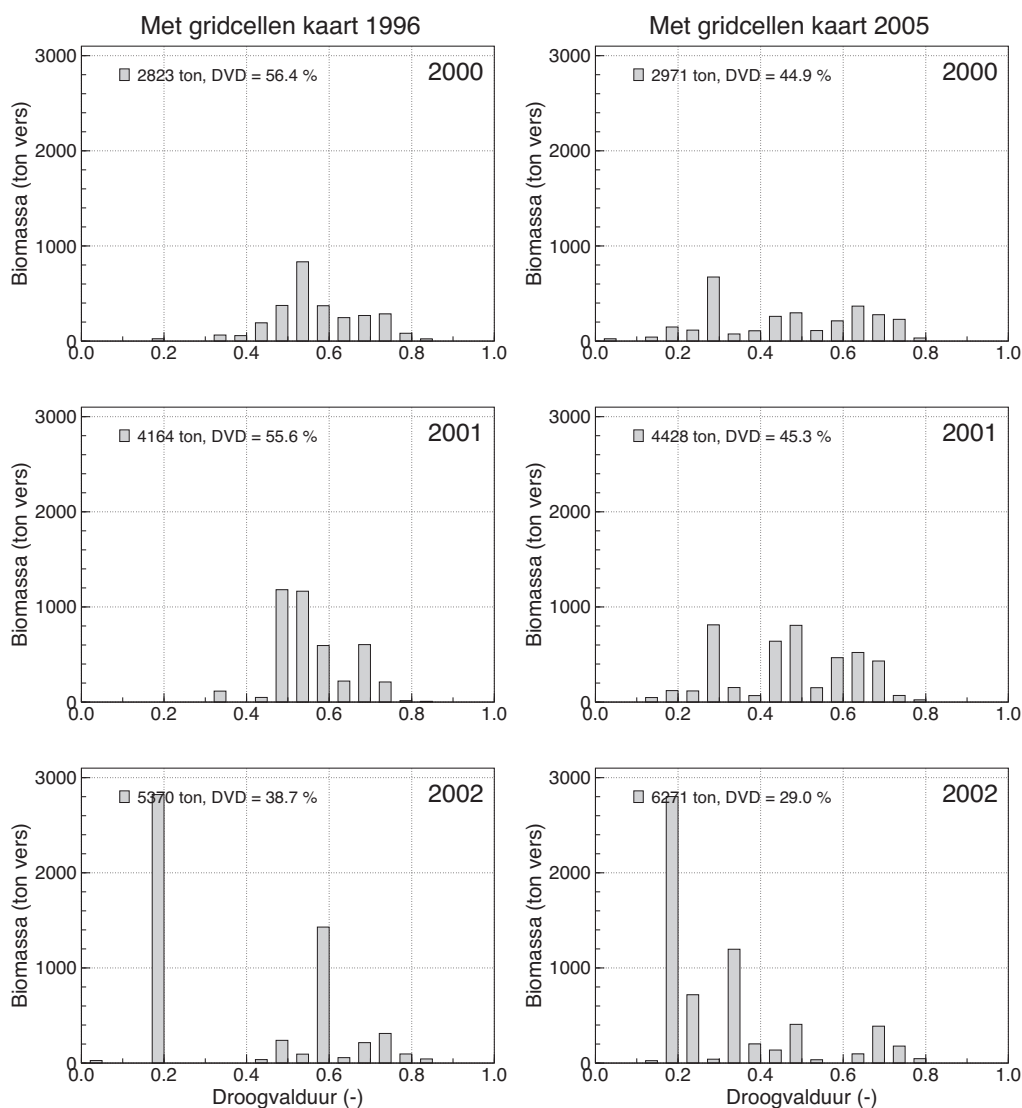 Met gridcellen kaart 1996
Met gridcellen kaart 2005
Biomassa (ton vers)
3000
2000
1000
0
2823 ton, DVD = 56.4 %
2000
0.0 0.2 0.4 0.6 0.8 1.0
Biomassa (ton vers)
3000
2000
1000
0
2971 ton, DVD = 44.9 %
2000
0.0 0.2 0.4 0.6 0.8 1.0
Biomassa (ton vers)
3000
2000
1000
0
4164 ton, DVD = 55.6 %
2001
0.0 0.2 0.4 0.6 0.8 1.0
Biomassa (ton vers)
3000
2000
1000
0
4428 ton, DVD = 45.3 %
2001
0.0 0.2 0.4 0.6 0.8 1.0
Biomassa (ton vers)
3000
2000
1000
0
5370 ton, DVD = 38.7 %
2002
0.0 0.2 0.4 0.6 0.8 1.0
Droogvalduur (-)
Biomassa (ton vers)
3000
2000
1000
0
6271 ton, DVD = 29.0 %
2002
0.0 0.2 0.4 0.6 0.8 1.0
Droogvalduur (-)